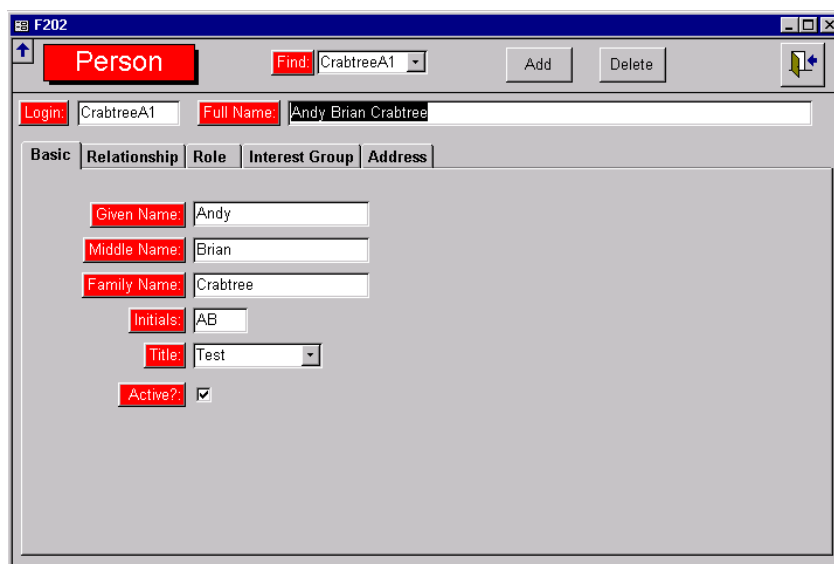 F202
Person Find: CrabtreeA1 Add Delete
Login: CrabtreeA1 Full Name: Andy Brian Crabtree
Basic Relationship Role Interest Group Address
Given Name: Andy
Middle Name: Brian
Family Name: Crabtree
Initials: AB
Title: Test
Active?: